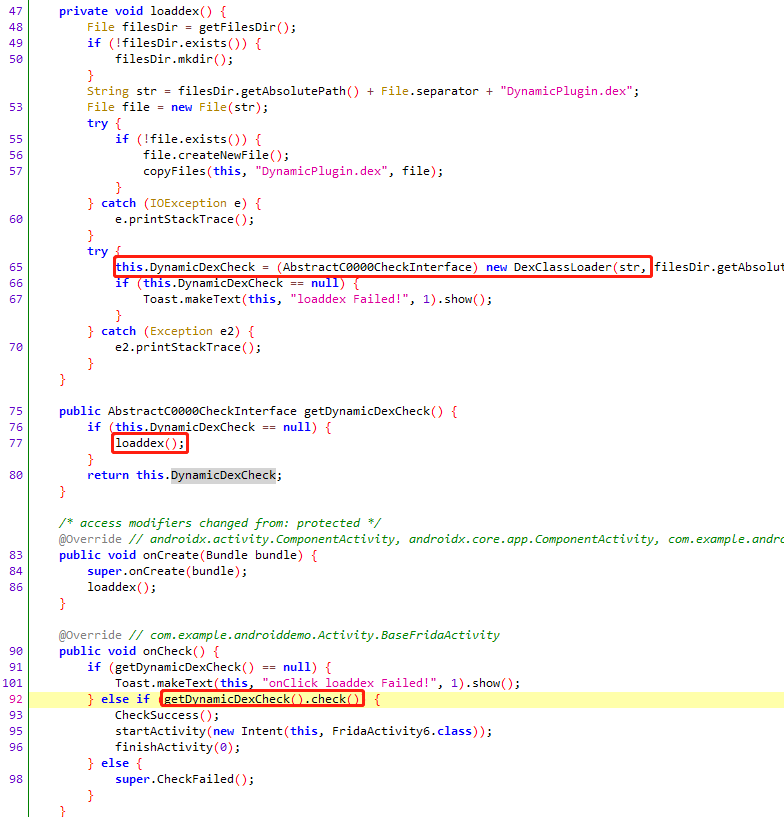 47 private void loaddex() {
48 File filesDir = getFilesDir();
49 if (!filesDir.exists()) {
50 filesDir.mkdir();
}
String str = filesDir.getAbsolutePath() + File.separator + "DynamicPlugin.dex";
53 File file = new File(str);
try {
55 if (!file.exists()) {
56 file.createNewFile();
57 copyFiles(this, "DynamicPlugin.dex", file);
}
} catch (IOException e) {
60 e.printStackTrace();
}
try {
65 this.DynamicDexCheck = (AbstractC0000CheckInterface) new DexClassLoader(str, filesDir.getAbsolut
66 if (this.DynamicDexCheck == null) {
67 Toast.makeText(this, "loaddex Failed!", 1).show();
}
} catch (Exception e2) {
70 e2.printStackTrace();
}
}
75 public AbstractC0000CheckInterface getDynamicDexCheck() {
76 if (this.DynamicDexCheck == null) {
77 loaddex();
}
80 return this.DynamicDexCheck;
}
/* access modifiers changed from: protected */
@Override // androidx.activity.ComponentActivity, androidx.core.app.ComponentActivity, com.example.andro
83 public void onCreate(Bundle bundle) {
84 super.onCreate(bundle);
86 loaddex();
}
@Override // com.example.androiddemo.Activity.BaseFridaActivity
90 public void onCheck() {
91 if (getDynamicDexCheck() == null) {
101 Toast.makeText(this, "onClick loaddex Failed!", 1).show();
92 } else if (getDynamicDexCheck().check()) {
93 CheckSuccess();
95 startActivity(new Intent(this, FridaActivity6.class));
96 finishActivity(0);
} else {
98 super.CheckFailed();
}
}